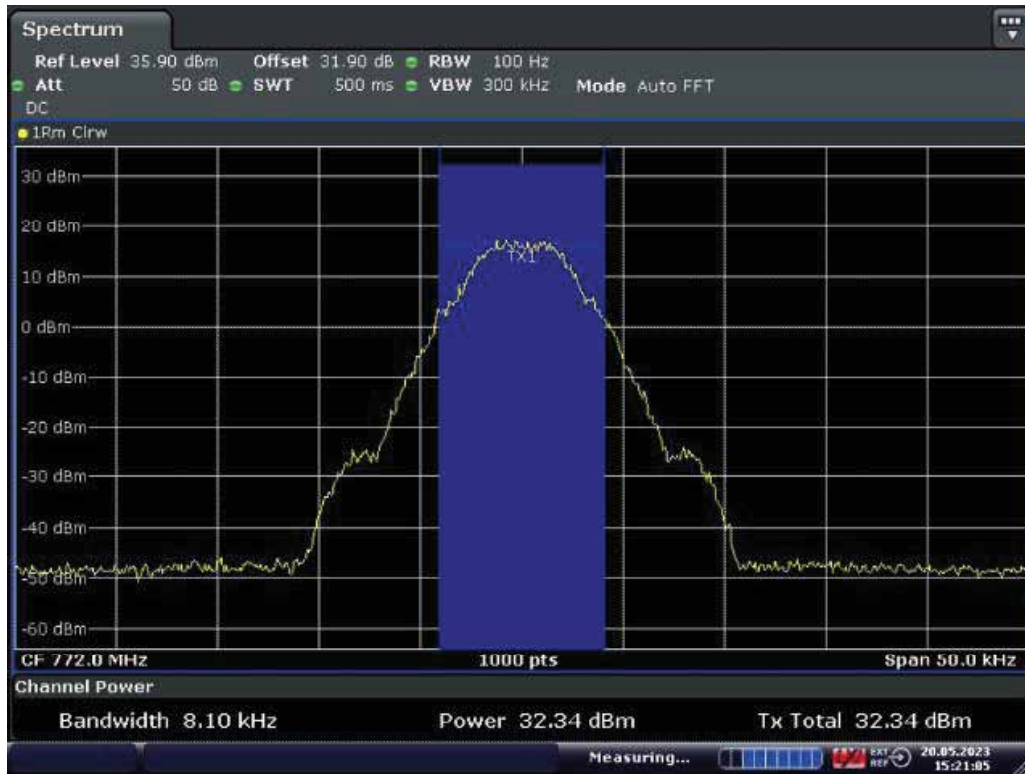 Spectrum
Ref Level 35.90 dBm Offset 31.90 dB RBW 100 Hz
Att 50 dB SWT 500 ms VBW 300 kHz Mode Auto FFT
DC
1Rm Clrw
30 dBm
20 dBm
TX1
10 dBm
0 dBm
-10 dBm
-20 dBm
-30 dBm
-40 dBm
-50 dBm
-60 dBm
CF 772.0 MHz 1000 pts Span 50.0 kHz
Channel Power
Bandwidth 8.10 kHz Power 32.34 dBm Tx Total 32.34 dBm
Measuring... EXT REF 20.05.2023
15:21:05